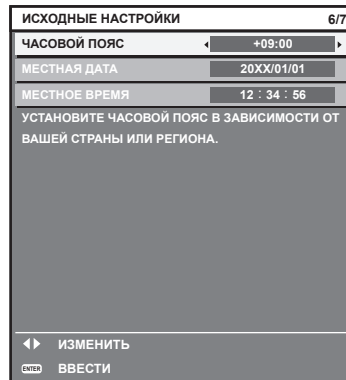 ИСХОДНЫЕ НАСТРОЙКИ 6/7
ЧАСОВОЙ ПОЯС +09:00
МЕСТНАЯ ДАТА 20XX/01/01
МЕСТНОЕ ВРЕМЯ 12 : 34 : 56
УСТАНОВИТЕ ЧАСОВОЙ ПОЯС В ЗАВИСИМОСТИ ОТ
ВАШЕЙ СТРАНЫ ИЛИ РЕГИОНА.
ИЗМЕНИТЬ
ENTER ВВЕСТИ